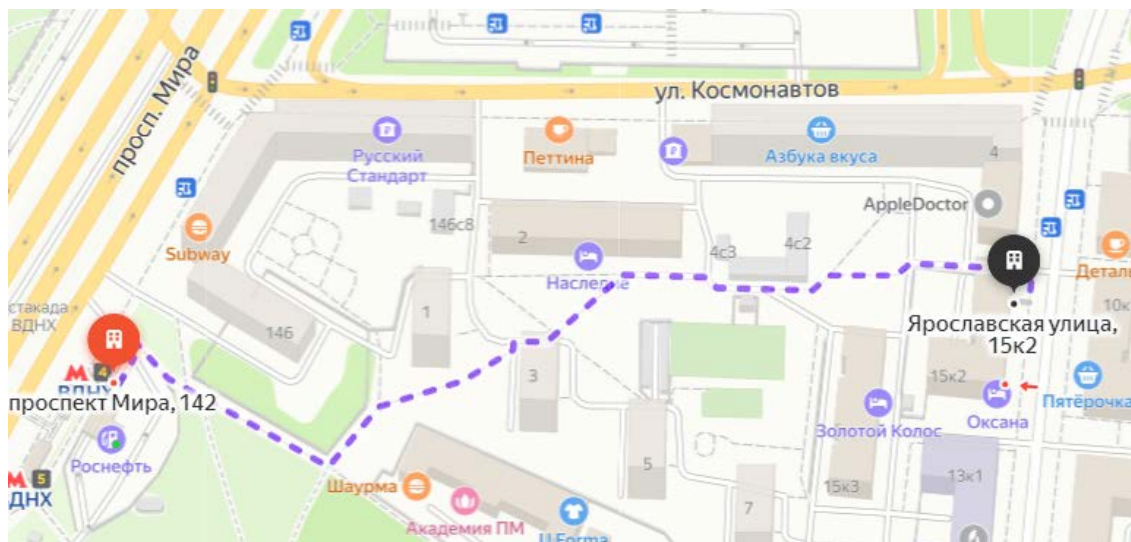 просп. Мира
ул. Космонавтов
Русский
Стандарт
Петтина
Азбука вкуса
4
AppleDoctor
146с8
2
4с3
4с2
Subway
Наследие
Деталь
стакада
ВДНХ
146
1
10к
Ярославская улица,
15к2
4
ВДНХ
проспект Мира, 142
3
15к2
Оксана
Пятёрочка
Роснефть
Золотой Колос
5
ДНХ
5
Шаурма
15к3
13к1
Академия ПМ
U Forma
7